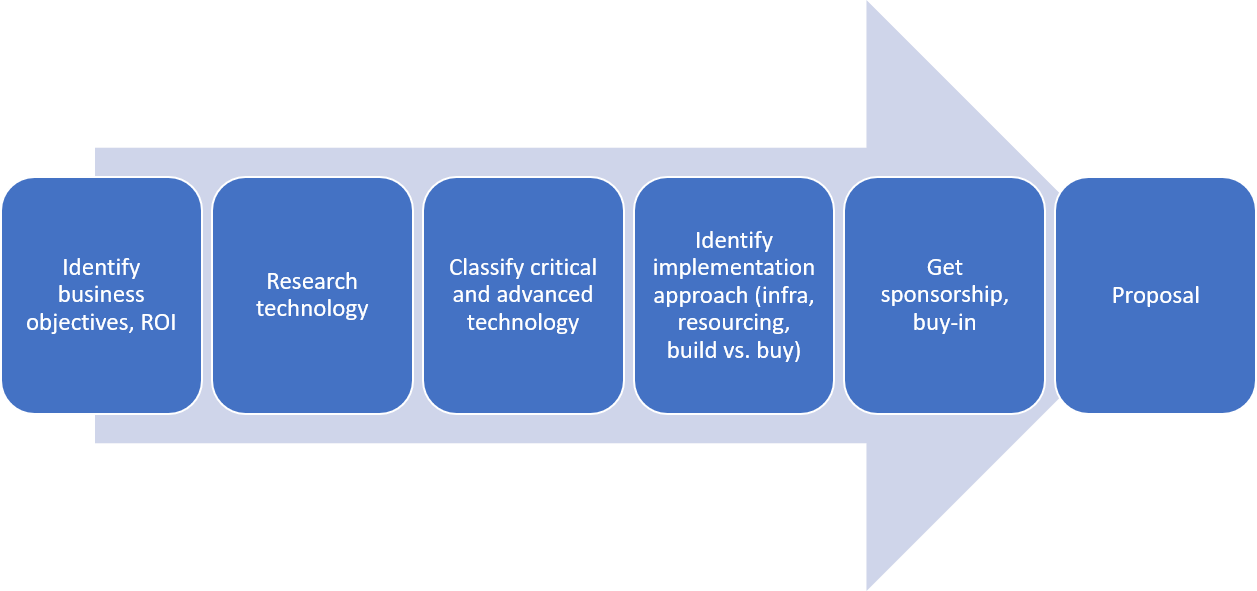 Identify
business
objectives, ROI
Research
technology
Classify critical
and advanced
technology
Identify
implementation
approach (infra,
resourcing,
build vs. buy)
Get
sponsorship,
buy-in
Proposal